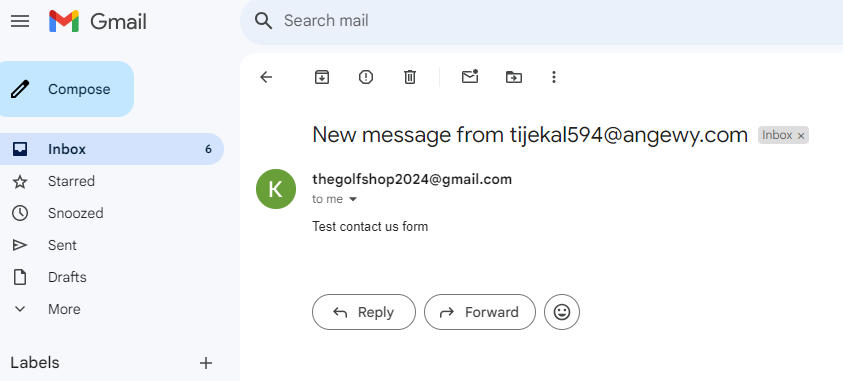 Gmail
Search mail
Compose
Inbox 6
Starred
Snoozed
Sent
Drafts
More
Labels
New message from tijekal594@angewy.com Inbox ×
K
thegolfshop2024@gmail.com
to me
Test contact us form
Reply
Forward